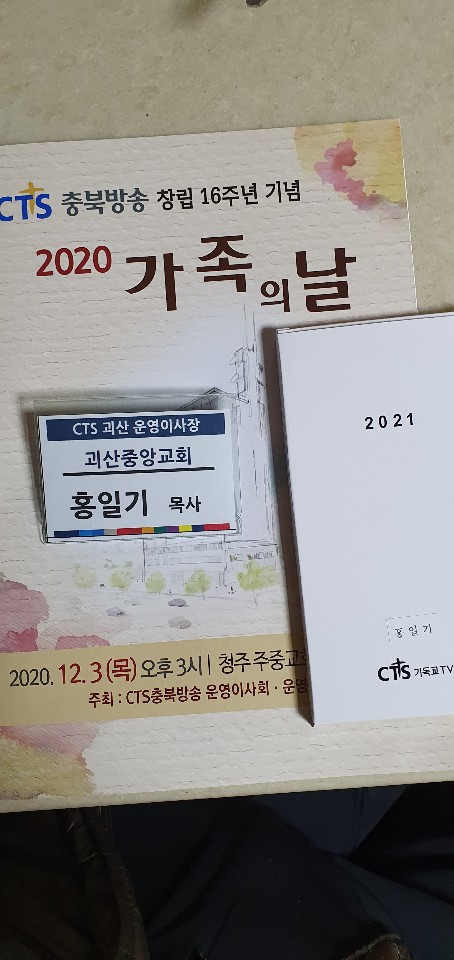 CTS 충북방송 창립 16주년 기념
2020 가족의날
CTS 괴산 운영이사장
괴산중앙교회
홍일기 목사
2020. 12. 3 (목) 오후 3시 | 청주 주중교회
주최 : CTS충북방송 운영이사회 · 운영
2021
홍일기
CTS 기독교TV